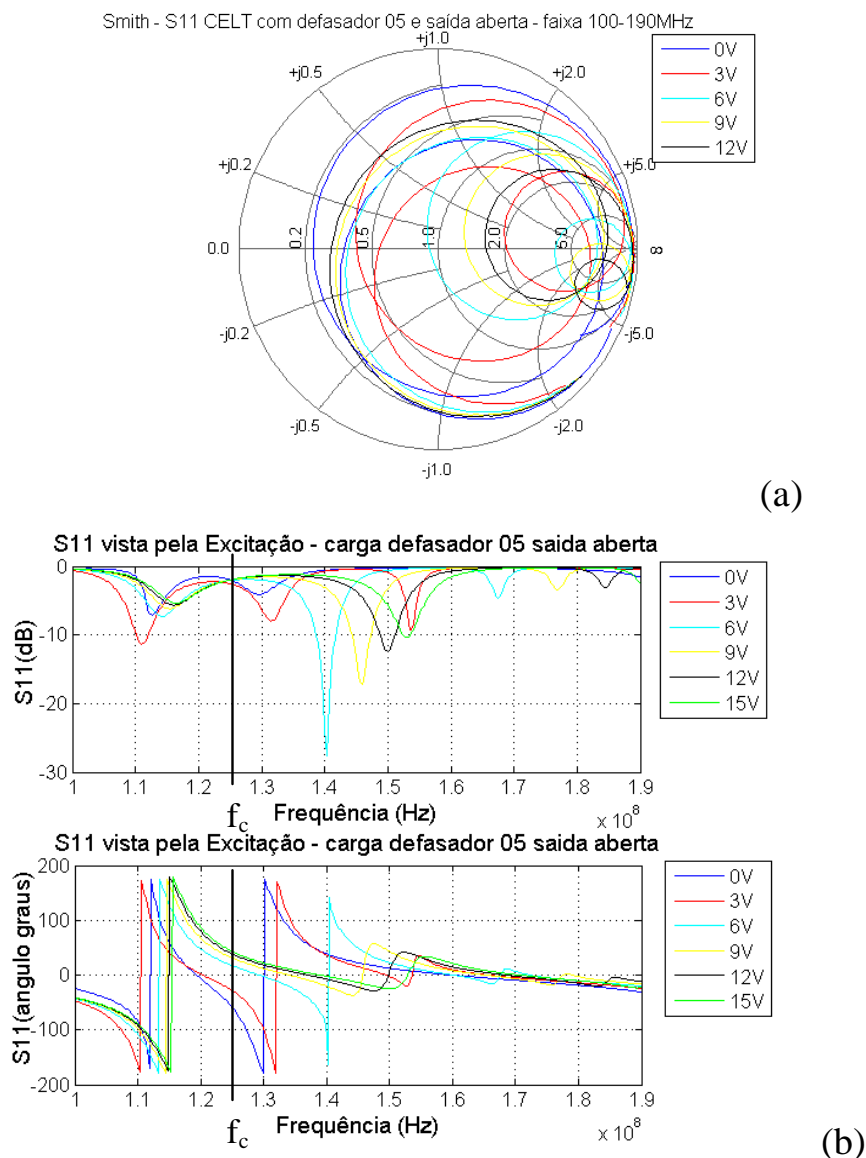 Smith - S11 CELT com defasador 05 e saída aberta - faixa 100-190MHz
+j1.0
0V
3V
6V
9V
12V
+j0.5
+j2.0
+j0.2
+j5.0
0.0
0.2
0.5
1.0
2.0
5.0
∞
-j0.2
-j5.0
-j0.5
-j2.0
-j1.0
(a)
S11 vista pela Excitação - carga defasador 05 saida aberta
S11(dB)
0
-10
-20
-30
0V
3V
6V
9V
12V
15V
1
1.1
1.2
1.3
1.4
1.5
1.6
1.7
1.8
1.9
fc
Frequência (Hz)
x 10^8
S11 vista pela Excitação - carga defasador 05 saida aberta
S11(angulo graus)
200
100
0
-100
-200
0V
3V
6V
9V
12V
15V
1
1.1
1.2
1.3
1.4
1.5
1.6
1.7
1.8
1.9
fc
Frequência (Hz)
x 10^8
(b)